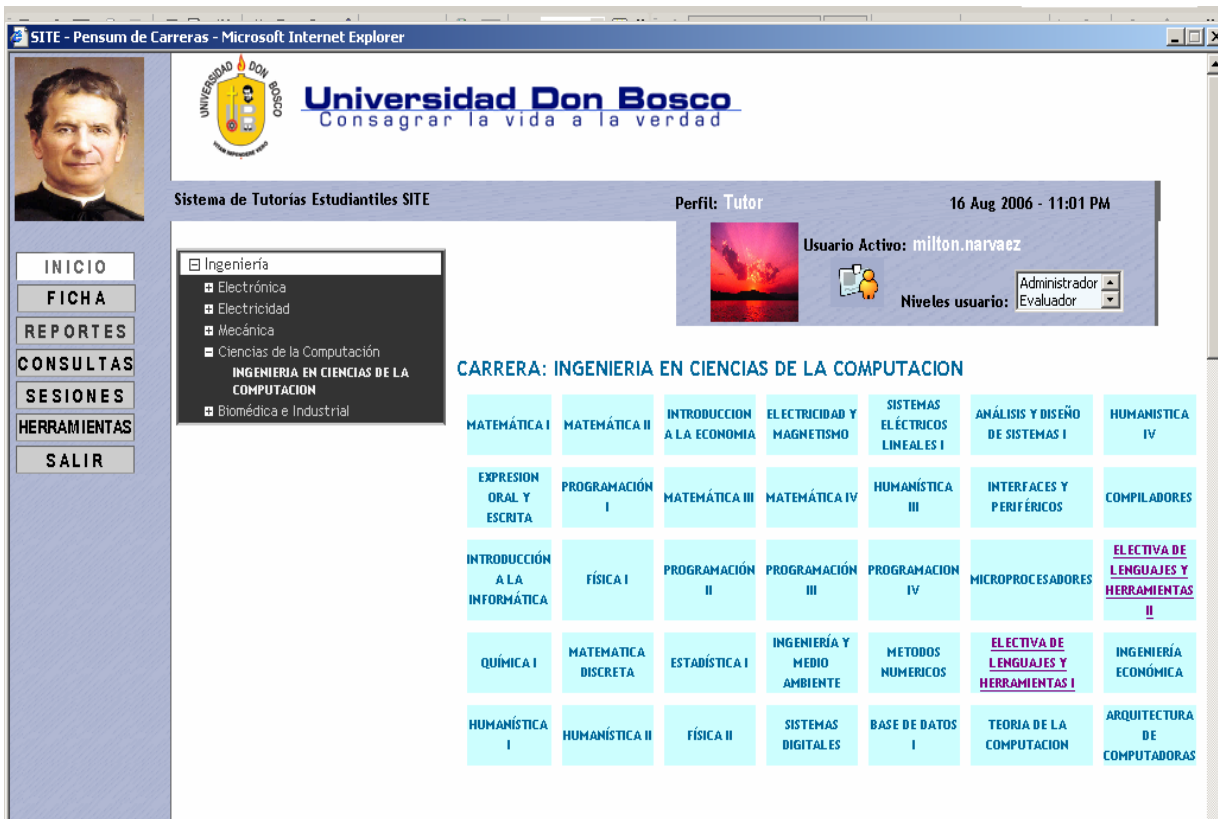 SITE - Pensum de Carreras - Microsoft Internet Explorer
UNIVERSIDAD DON BOSCO
Universidad Don Bosco
Consagrar la vida a la verdad
Sistema de Tutorías Estudiantiles SITE
Perfil: Tutor
16 Aug 2006 - 11:01 PM
Usuario Activo: milton.narvaez
Niveles usuario:
Administrador
Evaluador
INICIO
FICHA
REPORTES
CONSULTAS
SESIONES
HERRAMIENTAS
SALIR
Ingeniería
Electrónica
Electricidad
Mecánica
Ciencias de la Computación
INGENIERIA EN CIENCIAS DE LA
COMPUTACION
Biomédica e Industrial
CARRERA: INGENIERIA EN CIENCIAS DE LA COMPUTACION
MATEMÁTICA I
MATEMÁTICA II
INTRODUCCION
A LA ECONOMIA
ELECTRICIDAD Y
MAGNETISMO
SISTEMAS
ELÉCTRICOS
LINEALES I
ANÁLISIS Y DISEÑO
DE SISTEMAS I
HUMANISTICA
IV
EXPRESION
ORAL Y
ESCRITA
PROGRAMACIÓN
I
MATEMÁTICA III
MATEMÁTICA IV
HUMANÍSTICA
III
INTERFACES Y
PERIFÉRICOS
COMPILADORES
INTRODUCCIÓN
A LA
INFORMÁTICA
FÍSICA I
PROGRAMACIÓN
II
PROGRAMACIÓN
III
PROGRAMACION
IV
MICROPROCESADORES
ELECTIVA DE
LENGUAJES Y
HERRAMIENTAS
II
QUÍMICA I
MATEMATICA
DISCRETA
ESTADÍSTICA I
INGENIERÍA Y
MEDIO
AMBIENTE
METODOS
NUMERICOS
ELECTIVA DE
LENGUAJES Y
HERRAMIENTAS I
INGENIERÍA
ECONÓMICA
HUMANÍSTICA
I
HUMANÍSTICA II
FÍSICA II
SISTEMAS
DIGITALES
BASE DE DATOS
I
TEORIA DE LA
COMPUTACION
ARQUITECTURA
DE
COMPUTADORAS